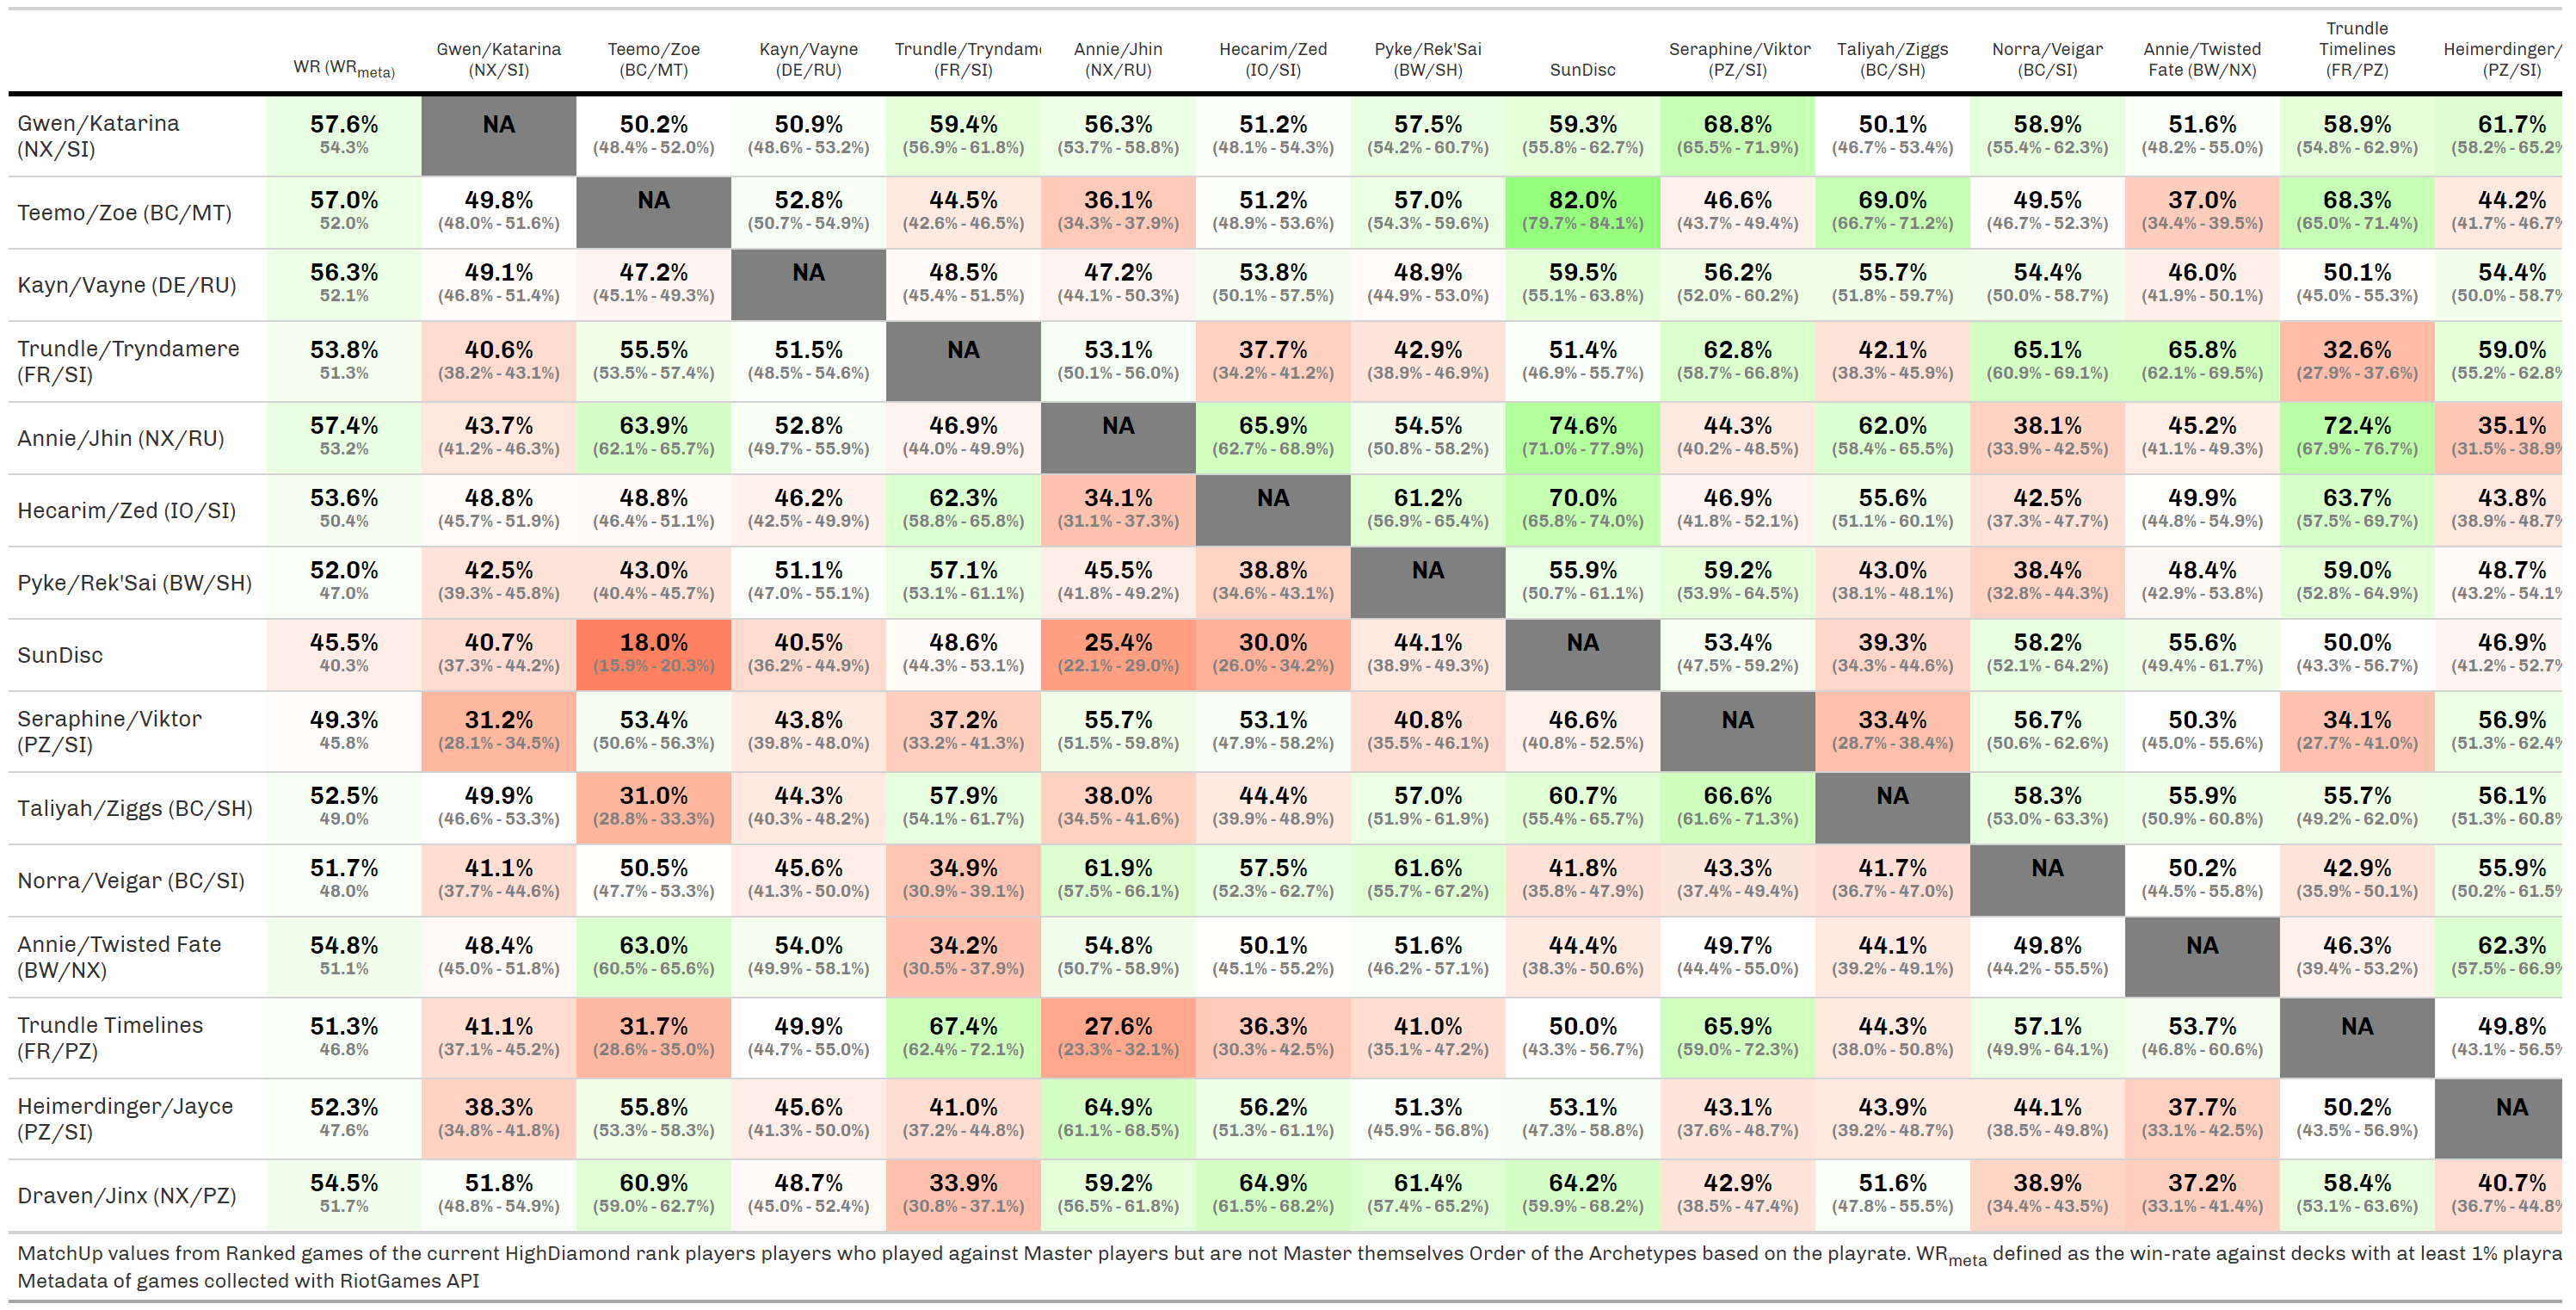 WR (WRmeta) Gwen/Katarina (NX/SI) Teemo/Zoe (BC/MT) Kayn/Vayne (DE/RU) Trundle/Tryndam (FR/SI) Annie/Jhin (NX/RU) Hecarim/Zed (IO/SI) Pyke/Rek'Sai (BW/SH) SunDisc Seraphine/Viktor (PZ/SI) Taliyah/Ziggs (BC/SH) Norra/Veigar (BC/SI) Annie/Twisted Fate (BW/NX) Trundle Timelines (FR/PZ) Heimerdinger/ (PZ/SI)
Gwen/Katarina (NX/SI) 57.6% NA 50.2% 50.9% 59.4% 56.3% 51.2% 57.5% 59.3% 68.8% 50.1% 58.9% 51.6% 58.9% 61.7%
54.3% (48.4% - 52.0%) (48.6% - 53.2%) (56.9% - 61.8%) (53.7% - 58.8%) (48.1% - 54.3%) (54.2% - 60.7%) (55.8% - 62.7%) (65.5% - 71.9%) (46.7% - 53.4%) (55.4% - 62.3%) (48.2% - 55.0%) (54.8% - 62.9%) (58.2% - 65.2%
Teemo/Zoe (BC/MT) 57.0% 49.8% NA 52.8% 44.5% 36.1% 51.2% 57.0% 82.0% 46.6% 69.0% 49.5% 37.0% 68.3% 44.2%
52.0% (48.0% - 51.6%) (50.7% - 54.9%) (42.6% - 46.5%) (34.3% - 37.9%) (48.9% - 53.6%) (54.3% - 59.6%) (79.7% - 84.1%) (43.7% - 49.4%) (66.7% - 71.2%) (46.7% - 52.3%) (34.4% - 39.5%) (65.0% - 71.4%) (41.7% - 46.7%
Kayn/Vayne (DE/RU) 56.3% 49.1% 47.2% NA 48.5% 47.2% 53.8% 48.9% 59.5% 56.2% 55.7% 54.4% 46.0% 50.1% 54.4%
52.1% (46.8% - 51.4%) (45.1% - 49.3%) (45.4% - 51.5%) (44.1% - 50.3%) (50.1% - 57.5%) (44.9% - 53.0%) (55.1% - 63.8%) (52.0% - 60.2%) (51.8% - 59.7%) (50.0% - 58.7%) (41.9% - 50.1%) (45.0% - 55.3%) (50.0% - 58.7%
Trundle/Tryndamere (FR/SI) 53.8% 40.6% 55.5% 51.5% NA 53.1% 37.7% 42.9% 51.4% 62.8% 42.1% 65.1% 65.8% 32.6% 59.0%
51.3% (38.2% - 43.1%) (53.5% - 57.4%) (48.5% - 54.6%) (50.1% - 56.0%) (34.2% - 41.2%) (38.9% - 46.9%) (46.9% - 55.7%) (58.7% - 66.8%) (38.3% - 45.9%) (60.9% - 69.1%) (62.1% - 69.5%) (27.9% - 37.6%) (55.2% - 62.8%
Annie/Jhin (NX/RU) 57.4% 43.7% 63.9% 52.8% 46.9% NA 65.9% 54.5% 74.6% 44.3% 62.0% 38.1% 45.2% 72.4% 35.1%
53.2% (41.2% - 46.3%) (62.1% - 65.7%) (49.7% - 55.9%) (44.0% - 49.9%) (62.7% - 68.9%) (50.8% - 58.2%) (71.0% - 77.9%) (40.2% - 48.5%) (58.4% - 65.5%) (33.9% - 42.5%) (41.1% - 49.3%) (67.9% - 76.7%) (31.5% - 38.9%
Hecarim/Zed (IO/SI) 53.6% 48.8% 48.8% 46.2% 62.3% 34.1% NA 61.2% 70.0% 46.9% 55.6% 42.5% 49.9% 63.7% 43.8%
50.4% (45.7% - 51.9%) (46.4% - 51.1%) (42.5% - 49.9%) (58.8% - 65.8%) (31.1% - 37.3%) (56.9% - 65.4%) (65.8% - 74.0%) (41.8% - 52.1%) (51.1% - 60.1%) (37.3% - 47.7%) (44.8% - 54.9%) (57.5% - 69.7%) (38.9% - 48.7%
Pyke/Rek'Sai (BW/SH) 52.0% 42.5% 43.0% 51.1% 57.1% 45.5% 38.8% NA 55.9% 59.2% 43.0% 38.4% 48.4% 59.0% 48.7%
47.0% (39.3% - 45.8%) (40.4% - 45.7%) (47.0% - 55.1%) (53.1% - 61.1%) (41.8% - 49.2%) (34.6% - 43.1%) (50.7% - 61.1%) (53.9% - 64.5%) (38.1% - 48.1%) (32.8% - 44.3%) (42.9% - 53.8%) (52.8% - 64.9%) (43.2% - 54.1%
SunDisc 45.5% 40.7% 18.0% 40.5% 48.6% 25.4% 30.0% 44.1% NA 53.4% 39.3% 58.2% 55.6% 50.0% 46.9%
40.3% (37.3% - 44.2%) (15.9% - 20.3%) (36.2% - 44.9%) (44.3% - 53.1%) (22.1% - 29.0%) (26.0% - 34.2%) (38.9% - 49.3%) (47.5% - 59.2%) (34.3% - 44.6%) (52.1% - 64.2%) (49.4% - 61.7%) (43.3% - 56.7%) (41.2% - 52.7%
Seraphine/Viktor (PZ/SI) 49.3% 31.2% 53.4% 43.8% 37.2% 55.7% 53.1% 40.8% 46.6% NA 33.4% 56.7% 50.3% 34.1% 56.9%
45.8% (28.1% - 34.5%) (50.6% - 56.3%) (39.8% - 48.0%) (33.2% - 41.3%) (51.5% - 59.8%) (47.9% - 58.2%) (35.5% - 46.1%) (40.8% - 52.5%) (28.7% - 38.4%) (50.6% - 62.6%) (45.0% - 55.6%) (27.7% - 41.0%) (51.3% - 62.4%
Taliyah/Ziggs (BC/SH) 52.5% 49.9% 31.0% 44.3% 57.9% 38.0% 44.4% 57.0% 60.7% 66.6% NA 58.3% 55.9% 55.7% 56.1%
49.0% (46.6% - 53.3%) (28.8% - 33.3%) (40.3% - 48.2%) (54.1% - 61.7%) (34.5% - 41.6%) (39.9% - 48.9%) (51.9% - 61.9%) (55.4% - 65.7%) (61.6% - 71.3%) (53.0% - 63.3%) (50.9% - 60.8%) (49.2% - 62.0%) (51.3% - 60.8%
Norra/Veigar (BC/SI) 51.7% 41.1% 50.5% 45.6% 34.9% 61.9% 57.5% 61.6% 41.8% 43.3% 41.7% NA 50.2% 42.9% 55.9%
48.0% (37.7% - 44.6%) (47.7% - 53.3%) (41.3% - 50.0%) (30.9% - 39.1%) (57.5% - 66.1%) (52.3% - 62.7%) (55.7% - 67.2%) (35.8% - 47.9%) (37.4% - 49.4%) (36.7% - 47.0%) (44.5% - 55.8%) (35.9% - 50.1%) (50.2% - 61.5%
Annie/Twisted Fate (BW/NX) 54.8% 48.4% 63.0% 54.0% 34.2% 54.8% 50.1% 51.6% 44.4% 49.7% 44.1% 49.8% NA 46.3% 62.3%
51.1% (45.0% - 51.8%) (60.5% - 65.6%) (49.9% - 58.1%) (30.5% - 37.9%) (50.7% - 58.9%) (45.1% - 55.2%) (46.2% - 57.1%) (38.3% - 50.6%) (44.4% - 55.0%) (39.2% - 49.1%) (44.2% - 55.5%) (39.4% - 53.2%) (57.5% - 66.9%
Trundle Timelines (FR/PZ) 51.3% 41.1% 31.7% 49.9% 67.4% 27.6% 36.3% 41.0% 50.0% 65.9% 44.3% 57.1% 53.7% NA 49.8%
46.8% (37.1% - 45.2%) (28.6% - 35.0%) (44.7% - 55.0%) (62.4% - 72.1%) (23.3% - 32.1%) (30.3% - 42.5%) (35.1% - 47.2%) (43.3% - 56.7%) (59.0% - 72.3%) (38.0% - 50.8%) (49.9% - 64.1%) (46.8% - 60.6%) (43.1% - 56.5%
Heimerdinger/Jayce (PZ/SI) 52.3% 38.3% 55.8% 45.6% 41.0% 64.9% 56.2% 51.3% 53.1% 43.1% 43.9% 44.1% 37.7% 50.2% NA
47.6% (34.8% - 41.8%) (53.3% - 58.3%) (41.3% - 50.0%) (37.2% - 44.8%) (61.1% - 68.5%) (51.3% - 61.1%) (45.9% - 56.8%) (47.3% - 58.8%) (37.6% - 48.7%) (39.2% - 48.7%) (38.5% - 49.8%) (33.1% - 42.5%) (43.5% - 56.9%)
Draven/Jinx (NX/PZ) 54.5% 51.8% 60.9% 48.7% 33.9% 59.2% 64.9% 61.4% 64.2% 42.9% 51.6% 38.9% 37.2% 58.4% 40.7%
51.7% (48.8% - 54.9%) (59.0% - 62.7%) (45.0% - 52.4%) (30.8% - 37.1%) (56.5% - 61.8%) (61.5% - 68.2%) (57.4% - 65.2%) (59.9% - 68.2%) (38.5% - 47.4%) (47.8% - 55.5%) (34.4% - 43.5%) (33.1% - 41.4%) (53.1% - 63.6%) (36.7% - 44.8%
MatchUp values from Ranked games of the current HighDiamond rank players players who played against Master players but are not Master themselves Order of the Archetypes based on the playrate. WRmeta defined as the win-rate against decks with at least 1% playra
Metadata of games collected with RiotGames API